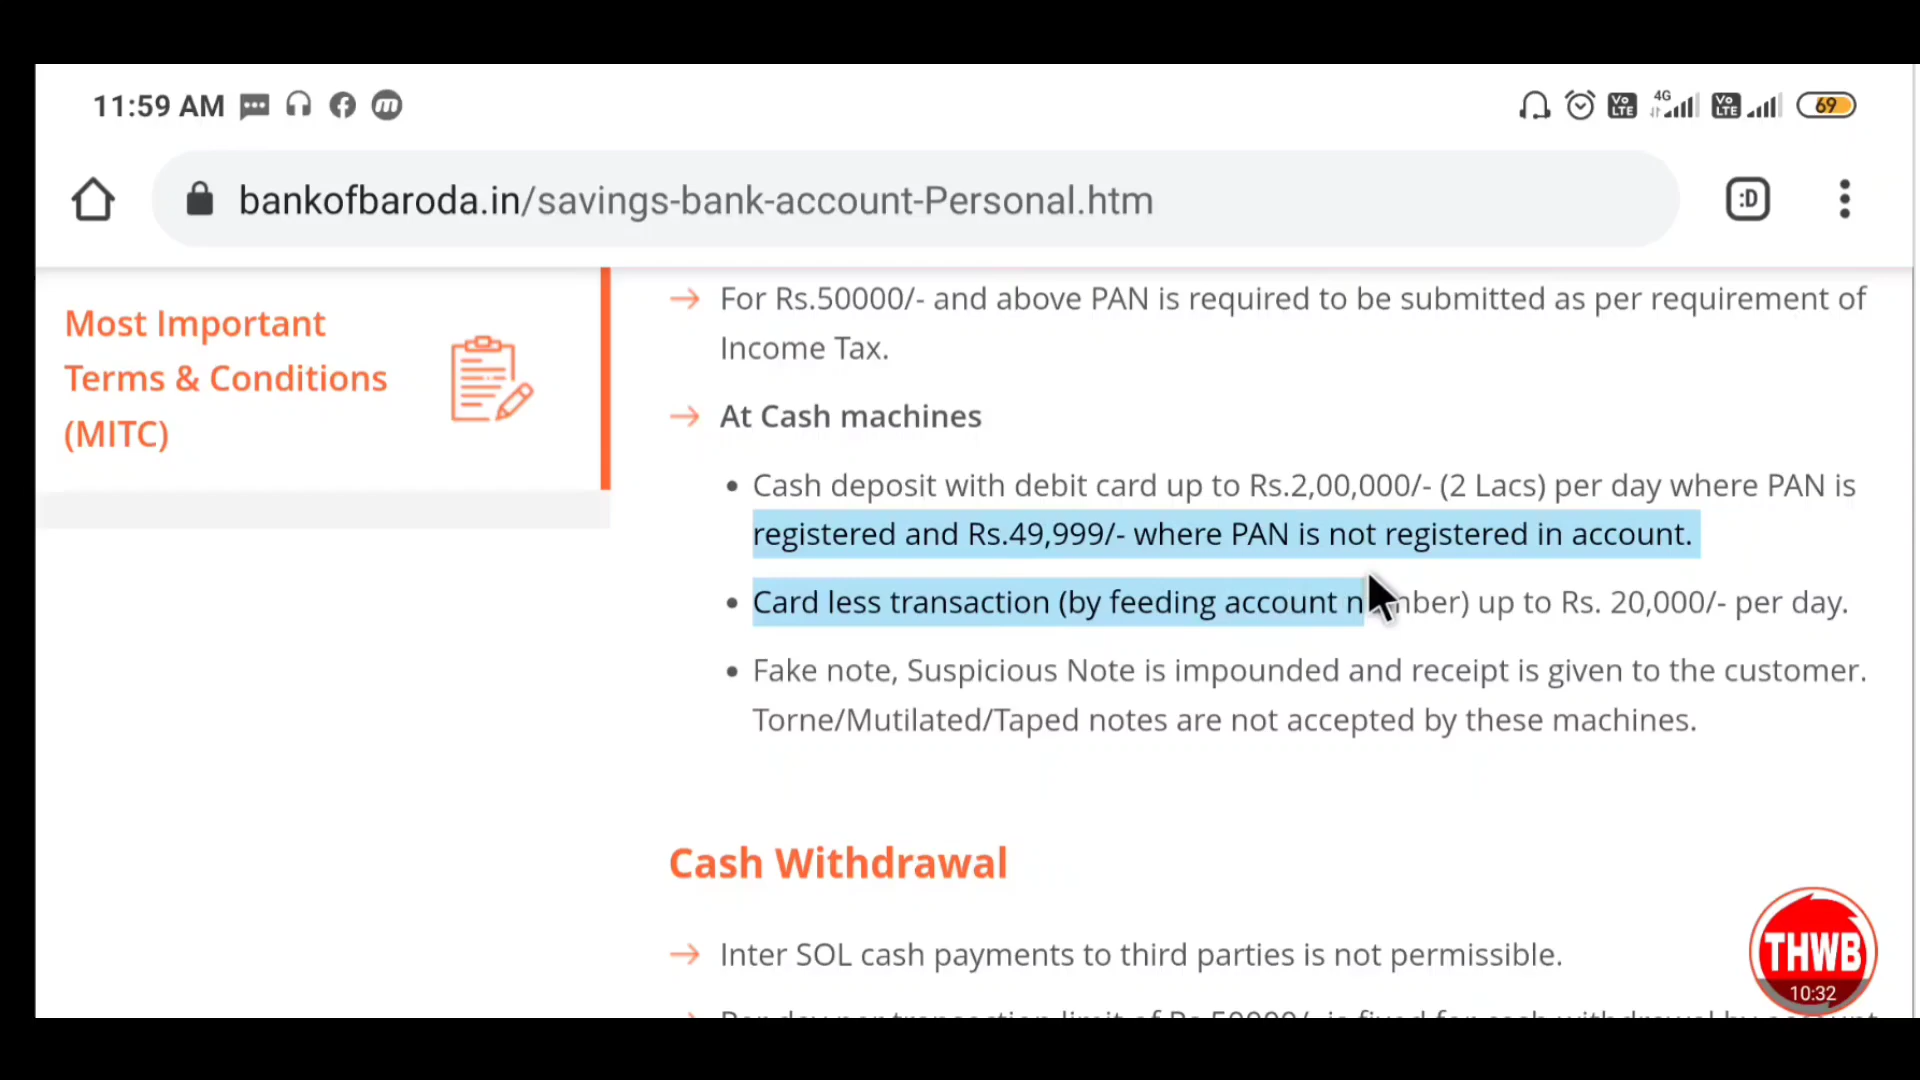 11:59 AM
4G
Vo LTE
Vo LTE
69
bankofbaroda.in/savings-bank-account-Personal.htm
:D
Most Important
Terms & Conditions
(MITC)
For Rs.50000/- and above PAN is required to be submitted as per requirement of
Income Tax.
At Cash machines
Cash deposit with debit card up to Rs.2,00,000/- (2 Lacs) per day where PAN is
registered and Rs.49,999/- where PAN is not registered in account.
Card less transaction (by feeding account number) up to Rs. 20,000/- per day.
Fake note, Suspicious Note is impounded and receipt is given to the customer.
Torne/Mutilated/Taped notes are not accepted by these machines.
Cash Withdrawal
Inter SOL cash payments to third parties is not permissible.
THWB
10:32